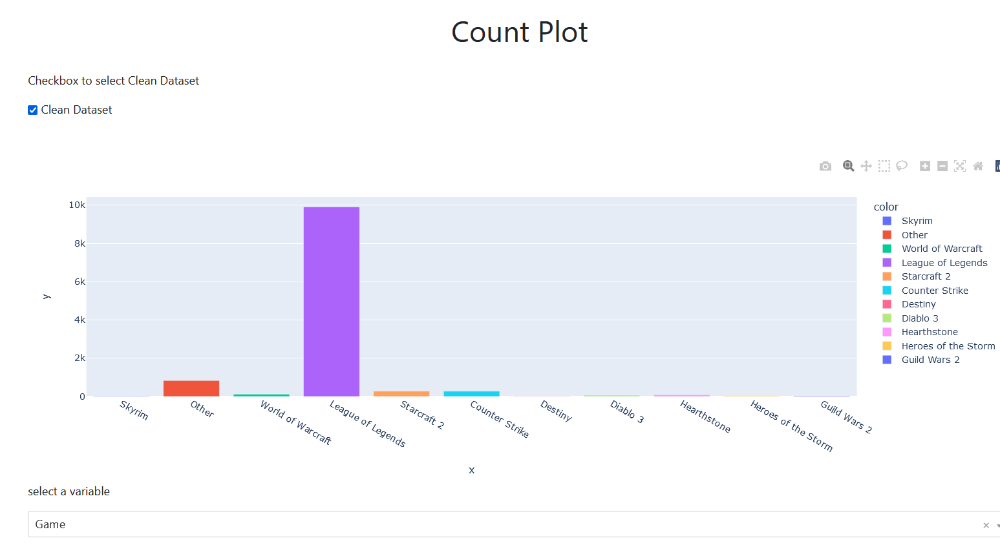 Count Plot
Checkbox to select Clean Dataset
Clean Dataset
10k
8k
6k
4k
2k
0
y
Skyrim
Other
World of Warcraft
League of Legends
Starcraft 2
Counter Strike
Destiny
Diablo 3
Hearthstone
Heroes of the Storm
Guild Wars 2
x
color
Skyrim
Other
World of Warcraft
League of Legends
Starcraft 2
Counter Strike
Destiny
Diablo 3
Hearthstone
Heroes of the Storm
Guild Wars 2
select a variable
Game